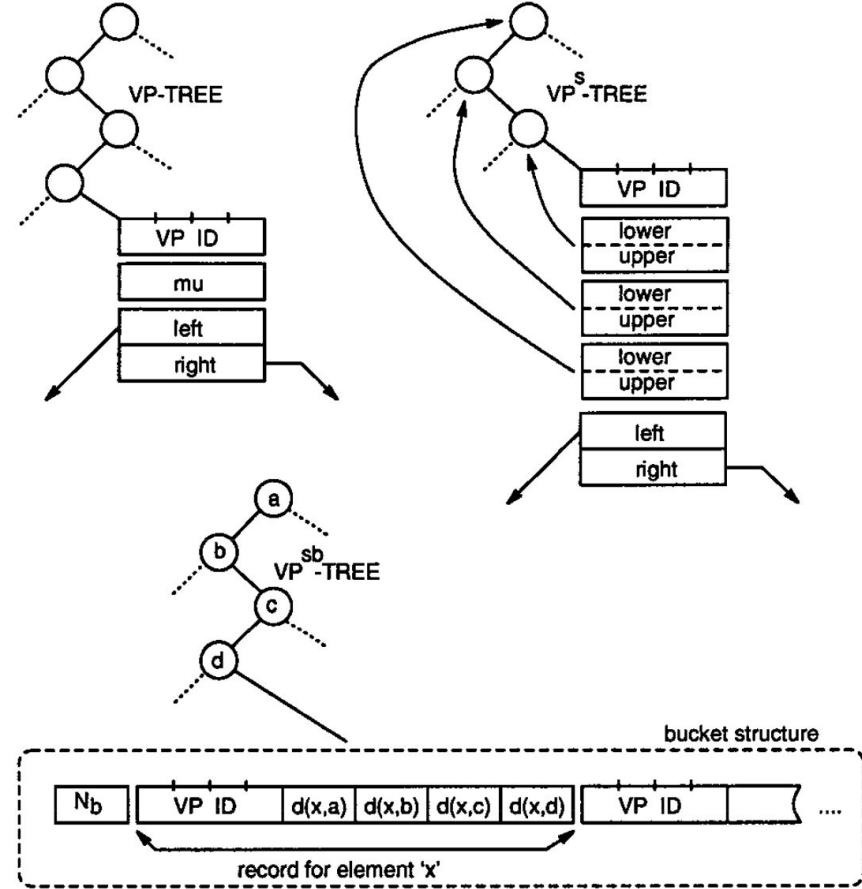 VP-TREE
VP ID
mu
left
right
VP^s-TREE
VP ID
lower
upper
lower
upper
lower
upper
left
right
a
b
VP^sb-TREE
c
d
bucket structure
N_b VP ID d(x,a) d(x,b) d(x,c) d(x,d) VP ID ....
record for element 'x'